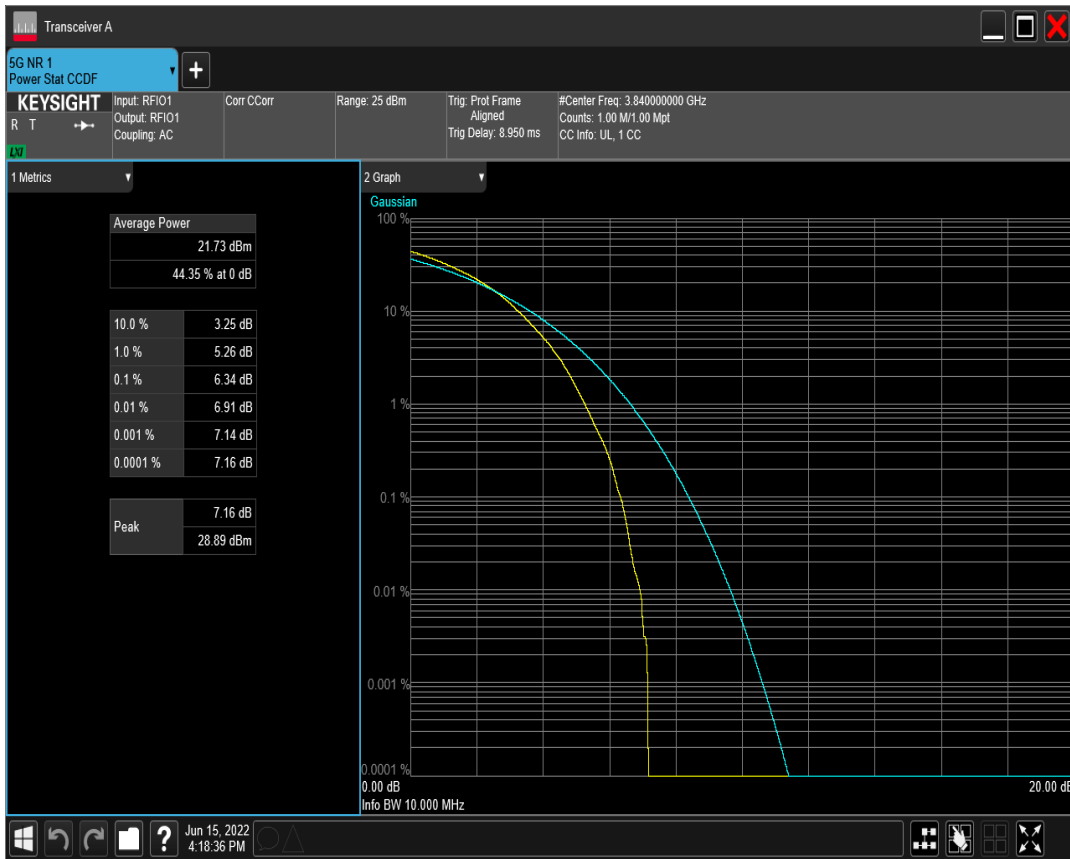 Transceiver A
5G NR 1
Power Stat CCDF
+
KEYSIGHT
R T
LXI
Input: RFIO1
Output: RFIO1
Coupling: AC
Corr CCorr
Range: 25 dBm
Trig: Prot Frame
Aligned
Trig Delay: 8.950 ms
#Center Freq: 3.840000000 GHz
Counts: 1.00 M/1.00 Mpt
CC Info: UL, 1 CC
1 Metrics
Average Power
21.73 dBm
44.35 % at 0 dB
10.0 % 3.25 dB
1.0 % 5.26 dB
0.1 % 6.34 dB
0.01 % 6.91 dB
0.001 % 7.14 dB
0.0001 % 7.16 dB
Peak
7.16 dB
28.89 dBm
2 Graph
Gaussian
100 %
10 %
1 %
0.1 %
0.01 %
0.001 %
0.0001 %
0.00 dB
20.00 dB
Info BW 10.000 MHz
?
Jun 15, 2022
4:18:36 PM